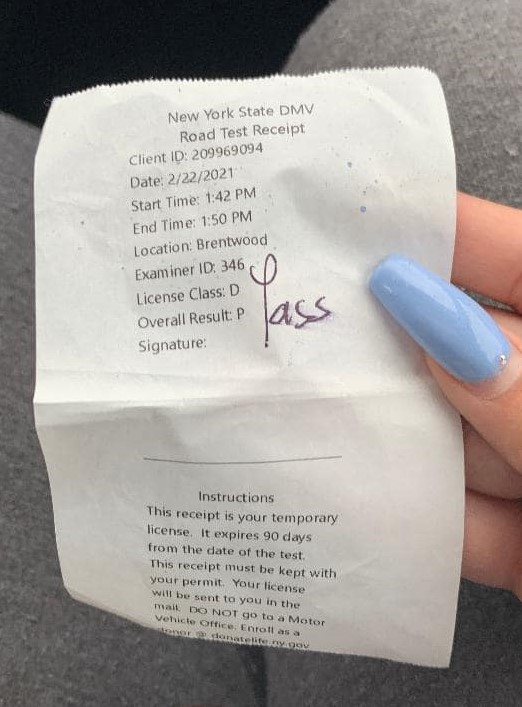 New York State DMV
Road Test Receipt
Client ID: 209969094
Date: 2/22/2021
Start Time: 1:42 PM
End Time: 1:50 PM
Location: Brentwood
Examiner ID: 346
License Class: D
Overall Result: P
Pass
Signature:
Instructions
This receipt is your temporary
license. It expires 90 days
from the date of the test.
This receipt must be kept with
your permit. Your license
will be sent to you in the
mail. DO NOT go to a Motor
Vehicle Office. Enroll as a
donor @ donatelife.ny.gov